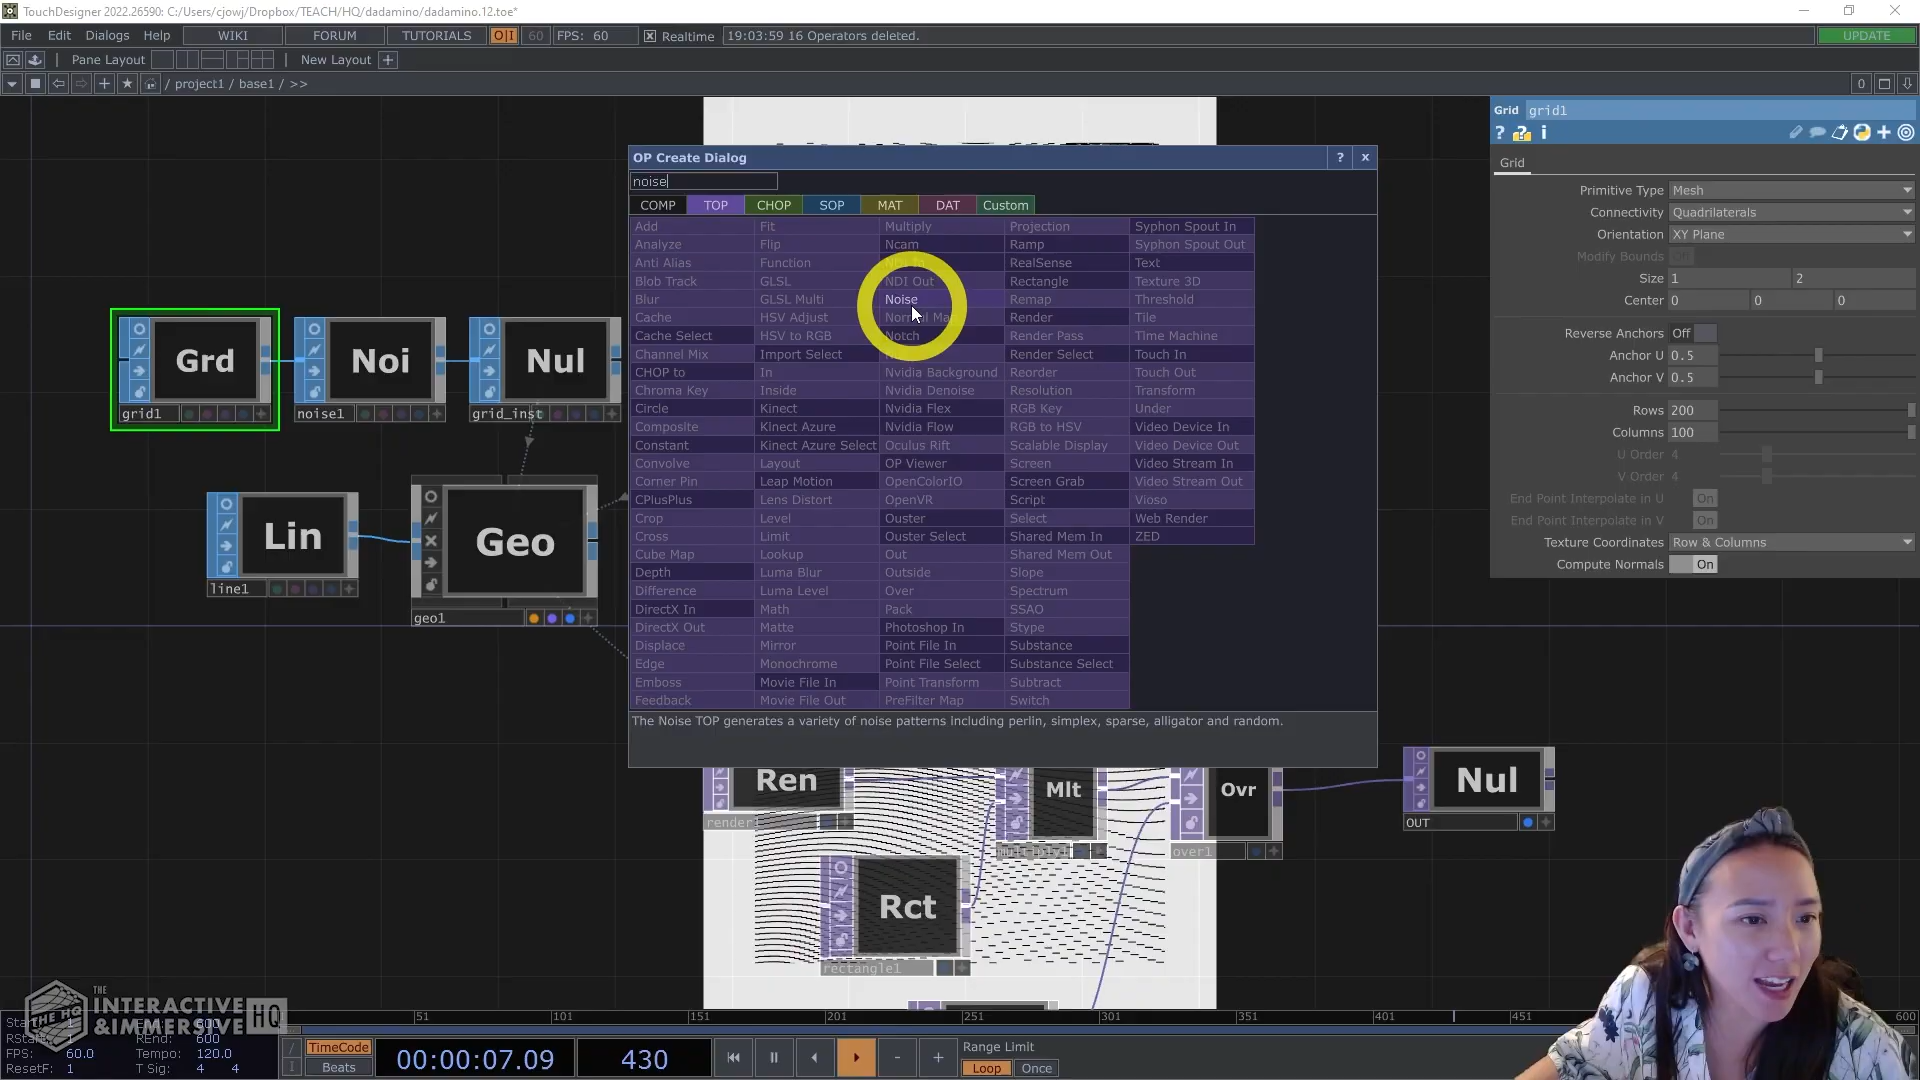 TouchDesigner 2022.26590: C:/Users/cjowj/Dropbox/TEACH/HQ/dadamino/dadamino.12.toe*
File Edit Dialogs Help WIKI FORUM TUTORIALS O|I 60 FPS: 60 Realtime 19:03:59 16 Operators deleted. UPDATE
Pane Layout New Layout +
/ project1 / base1 / >> 0
Grid grid1
OP Create Dialog ? x
? ? i
noise
Grid
COMP TOP CHOP SOP MAT DAT Custom
Add Fit Multiply Projection Syphon Spout In
Analyze Flip Ncam Ramp Syphon Spout Out
Anti Alias Function RealSense Text
Blob Track GLSL NDI Out Rectangle Texture 3D
Blur GLSL Multi Noise Remap Threshold
Cache HSV Adjust Normal Ma Render Tile
Cache Select HSV to RGB Notch Render Pass Time Machine
Channel Mix Import Select Render Select Touch In
CHOP to In Nvidia Background Reorder Touch Out
Chroma Key Inside Nvidia Denoise Resolution Transform
Circle Kinect Nvidia Flex RGB Key Under
Composite Kinect Azure Nvidia Flow RGB to HSV Video Device In
Constant Kinect Azure Select Oculus Rift Scalable Display Video Device Out
Convolve Layout OP Viewer Screen Video Stream In
Corner Pin Leap Motion OpenColorIO Screen Grab Video Stream Out
CPlusPlus Lens Distort OpenVR Script Vioso
Crop Level Ouster Select Web Render
Cross Limit Ouster Select Shared Mem In ZED
Cube Map Lookup Out Shared Mem Out
Depth Luma Blur Outside Slope
Difference Luma Level Over Spectrum
DirectX In Math Pack SSAO
DirectX Out Matte Photoshop In Stype
Displace Mirror Point File In Substance
Edge Monochrome Point File Select Substance Select
Emboss Movie File In Point Transform Subtract
Feedback Movie File Out PreFilter Map Switch
The Noise TOP generates a variety of noise patterns including perlin, simplex, sparse, alligator and random.
Primitive Type Mesh
Connectivity Quadrilaterals
Orientation XY Plane
Modify Bounds
Size 1 2
Center 0 0 0
Reverse Anchors Off
Anchor U 0.5
Anchor V 0.5
Rows 200
Columns 100
U Order 4
V Order 4
End Point Interpolate in U On
End Point Interpolate in V On
Texture Coordinates Row & Columns
Compute Normals On
Grd Noi Nul
grid1 noise1 grid_inst
Lin Geo
line1
geo1
Ren Mlt Ovr Nul
render OUT
multiply1 over1
Rct
rectangle1
THE
INTERACTIVE
& IMMERSIVE HQ
THE HQ
51 101 151 201 251 301 351 401 451 600
Start: 1 End: 600
RStart: 1 REnd: 600
FPS: 60.0 Tempo: 120.0
ResetF: 1 T Sig: 4 4
TimeCode
Beats
00:00:07.09 430
- +
Range Limit
Loop Once